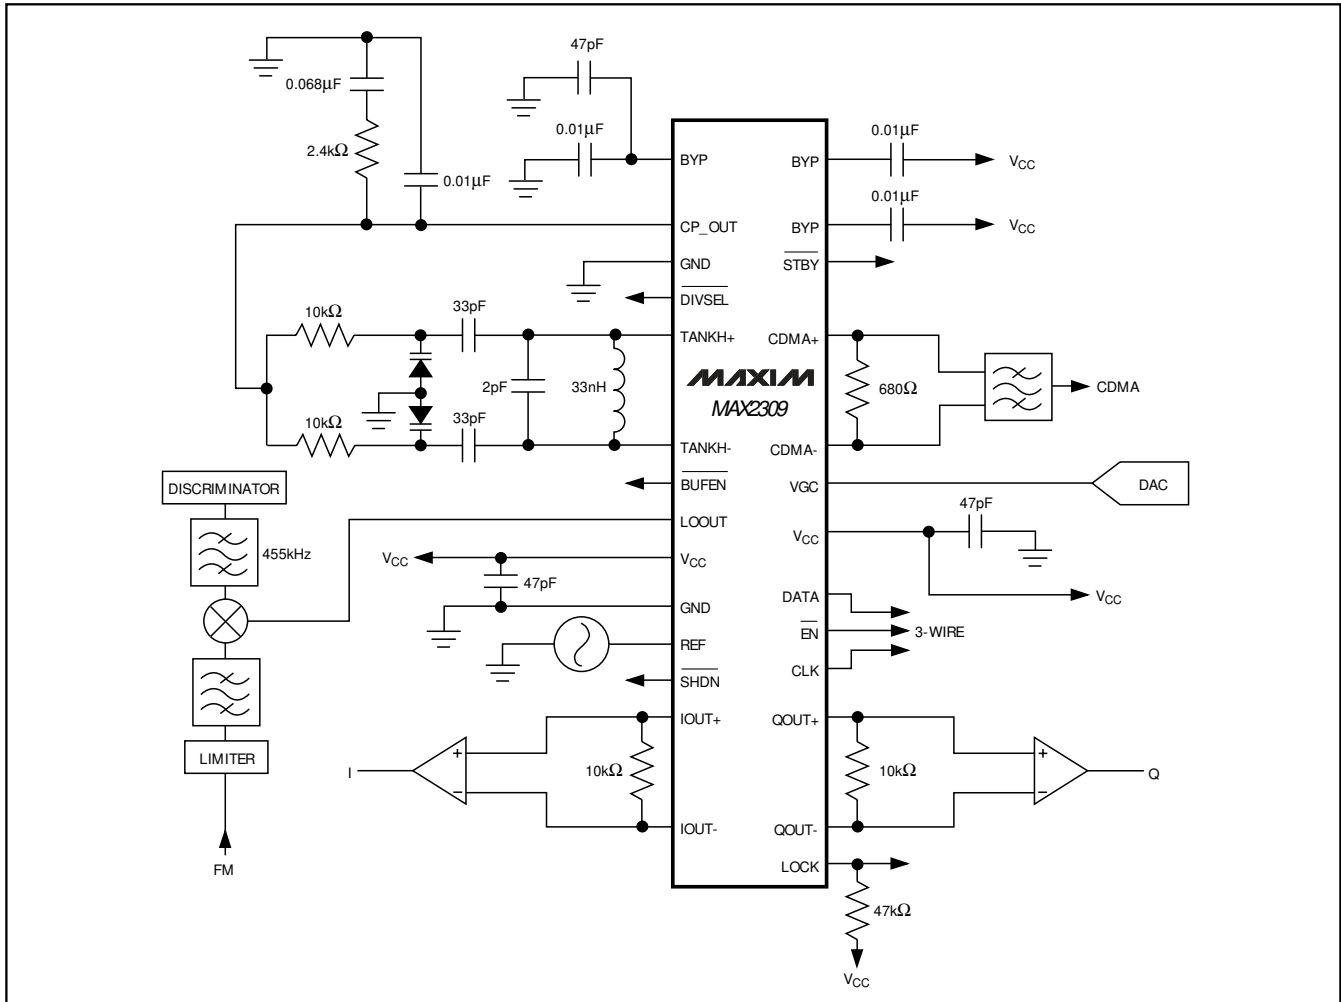 47pF
0.068μF
0.01μF
0.01μF
2.4kΩ
BYP
BYP
VCC
0.01μF
0.01μF
CP_OUT
BYP
VCC
GND
STBY
DIVSEL
10kΩ
33pF
TANKH+
CDMA+
MAXIM
2pF
33nH
680Ω
CDMA
MAX2309
10kΩ
33pF
TANKH-
CDMA-
DISCRIMINATOR
BUFEN
VGC
DAC
47pF
LOOUT
VCC
455kHz
VCC
VCC
47pF
DATA
VCC
GND
EN
3-WIRE
REF
CLK
SHDN
IOUT+
QOUT+
LIMITER
I
+
-
10kΩ
10kΩ
+
-
Q
IOUT-
QOUT-
LOCK
FM
47kΩ
VCC